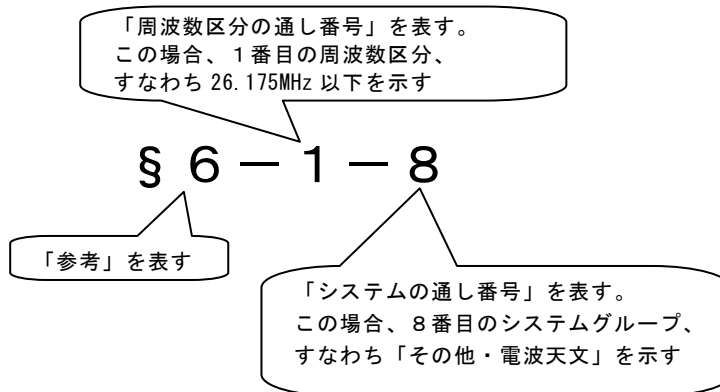 「周波数区分の通し番号」を表す。
この場合、１番目の周波数区分、
すなわち 26.175MHz 以下を示す
§６－１－８
「参考」を表す
「システムの通し番号」を表す。
この場合、８番目のシステムグループ、
すなわち「その他・電波天文」を示す